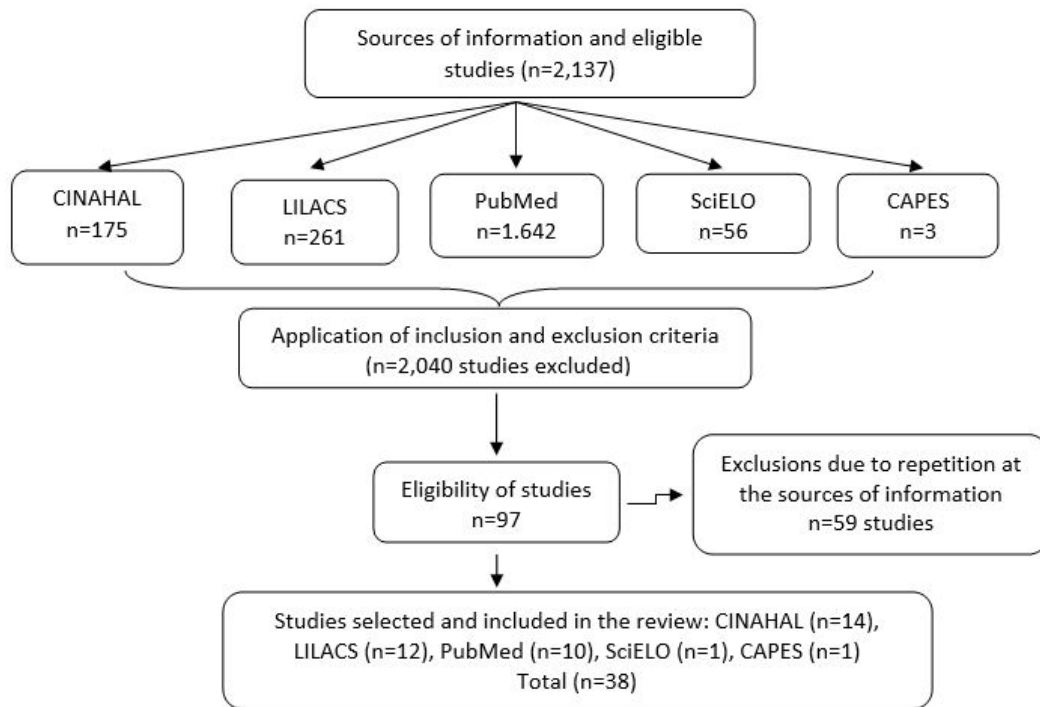 Sources of information and eligible
studies (n=2,137)
CINAHAL
n=175
LILACS
n=261
PubMed
n=1.642
SciELO
n=56
CAPES
n=3
Application of inclusion and exclusion criteria
(n=2,040 studies excluded)
Eligibility of studies
n=97
Exclusions due to repetition at
the sources of information
n=59 studies
Studies selected and included in the review: CINAHAL (n=14),
LILACS (n=12), PubMed (n=10), SciELO (n=1), CAPES (n=1)
Total (n=38)